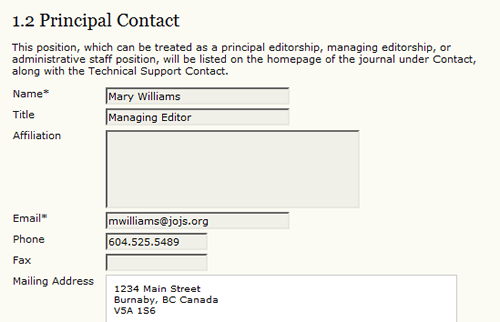 1.2 Principal Contact
This position, which can be treated as a principal editorship, managing editorship, or
administrative staff position, will be listed on the homepage of the journal under Contact,
along with the Technical Support Contact.
Name* Mary Williams
Title Managing Editor
Affiliation
Email* mwilliams@jojs.org
Phone 604.525.5489
Fax
Mailing Address
1234 Main Street
Burnaby, BC Canada
V5A 1S6